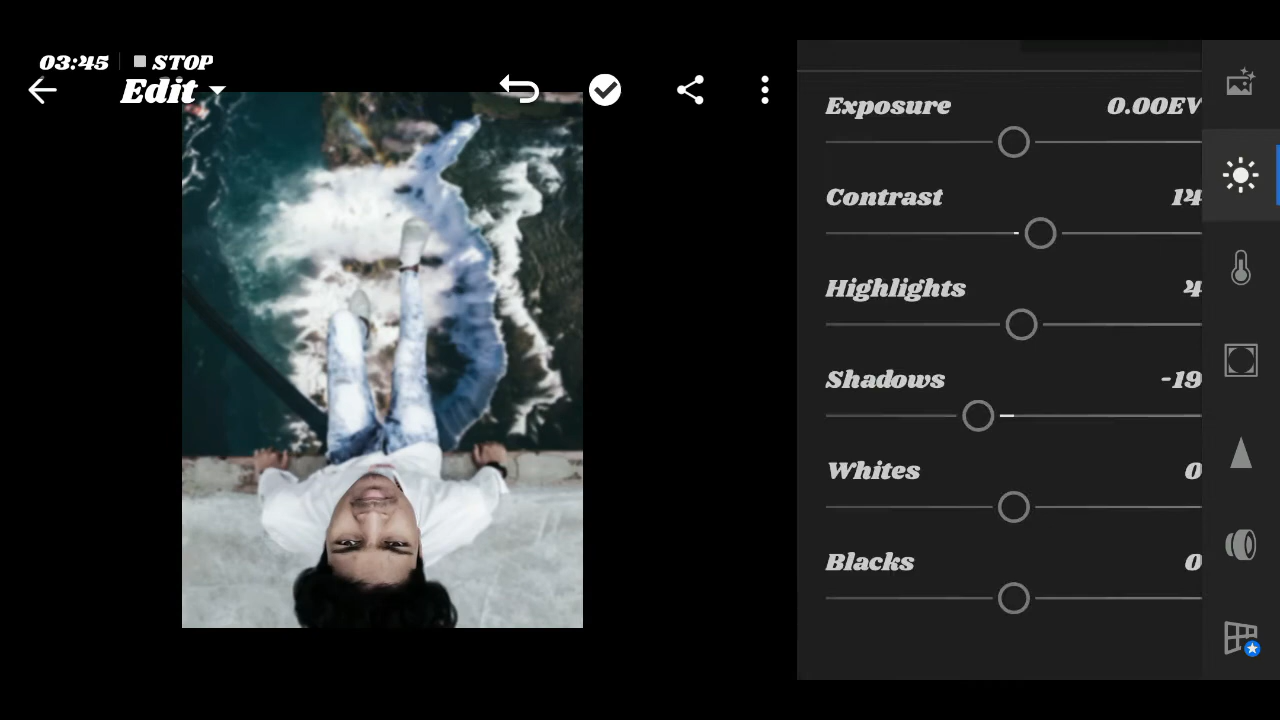 03:45 STOP
Edit
Exposure 0.00EV
Contrast 14
Highlights 4
Shadows -19
Whites 0
Blacks 0